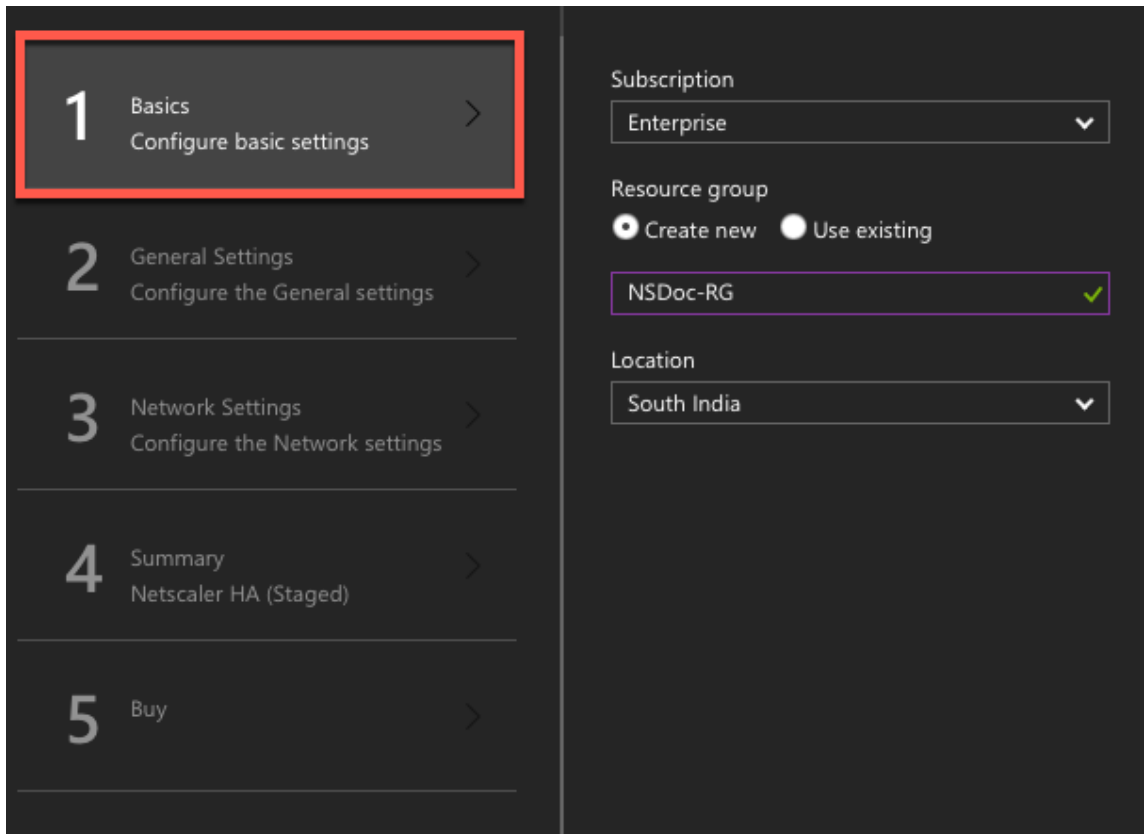 1
Basics
Configure basic settings
2
General Settings
Configure the General settings
3
Network Settings
Configure the Network settings
4
Summary
Netscaler HA (Staged)
5
Buy
Subscription
Enterprise
Resource group
Create new Use existing
NSDoc-RG
Location
South India